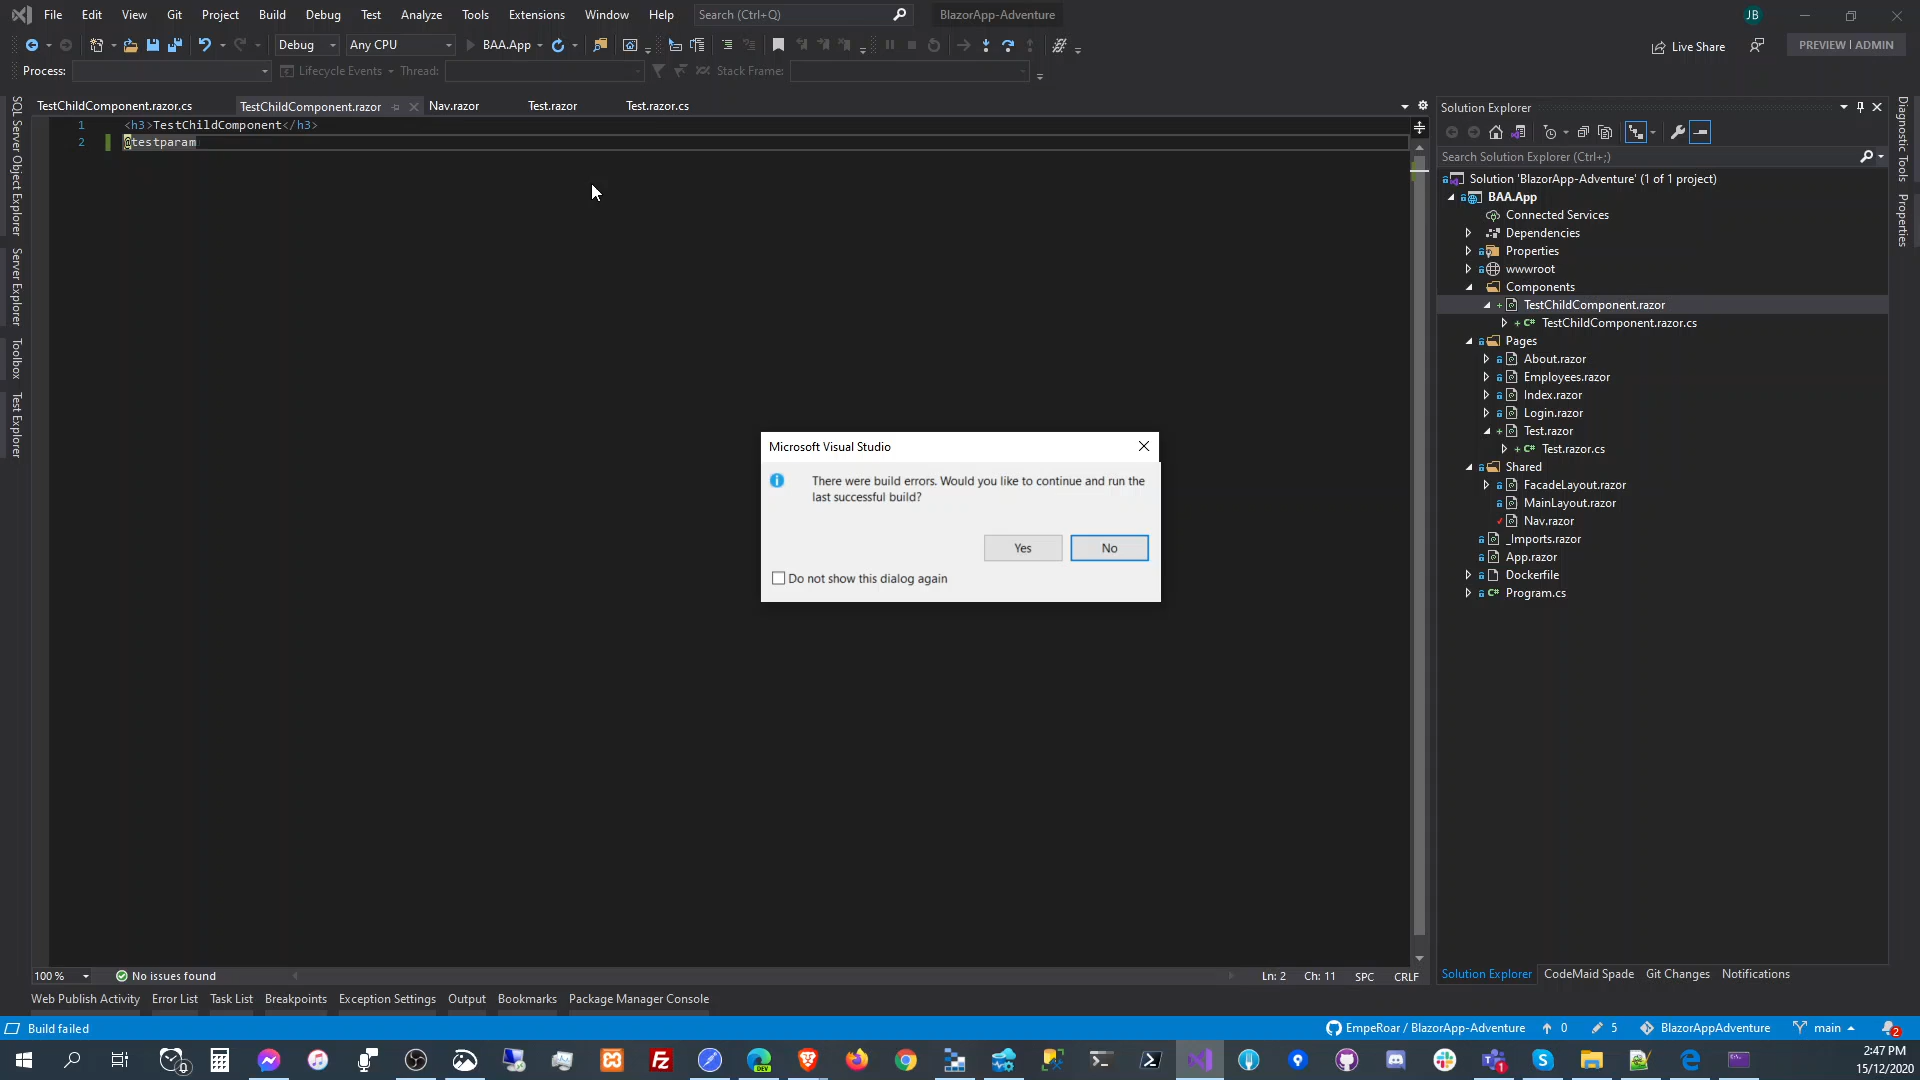 File Edit View Git Project Build Debug Test Analyze Tools Extensions Window Help Search (Ctrl+Q) BlazorApp-Adventure JB
Debug Any CPU BAA.App Live Share PREVIEW | ADMIN
Process: Lifecycle Events Thread: Stack Frame:
TestChildComponent.razor.cs TestChildComponent.razor Nav.razor Test.razor Test.razor.cs
1 <h3>TestChildComponent</h3>
2 @testparam
SQL Server Object Explorer
Server Explorer
Toolbox
Test Explorer
Microsoft Visual Studio
There were build errors. Would you like to continue and run the
last successful build?
Yes No
Do not show this dialog again
Solution Explorer
Search Solution Explorer (Ctrl+;)
Solution 'BlazorApp-Adventure' (1 of 1 project)
BAA.App
Connected Services
Dependencies
Properties
wwwroot
Components
TestChildComponent.razor
C# TestChildComponent.razor.cs
Pages
About.razor
Employees.razor
Index.razor
Login.razor
Test.razor
C# Test.razor.cs
Shared
FacadeLayout.razor
MainLayout.razor
Nav.razor
_Imports.razor
App.razor
Dockerfile
C# Program.cs
Diagnostic Tools
Properties
100 % No issues found Ln: 2 Ch: 11 SPC CRLF
Solution Explorer CodeMaid Spade Git Changes Notifications
Web Publish Activity Error List Task List Breakpoints Exception Settings Output Bookmarks Package Manager Console
Build failed EmpeRoar / BlazorApp-Adventure 0 5 BlazorAppAdventure main 2
DEV
2:47 PM
15/12/2020